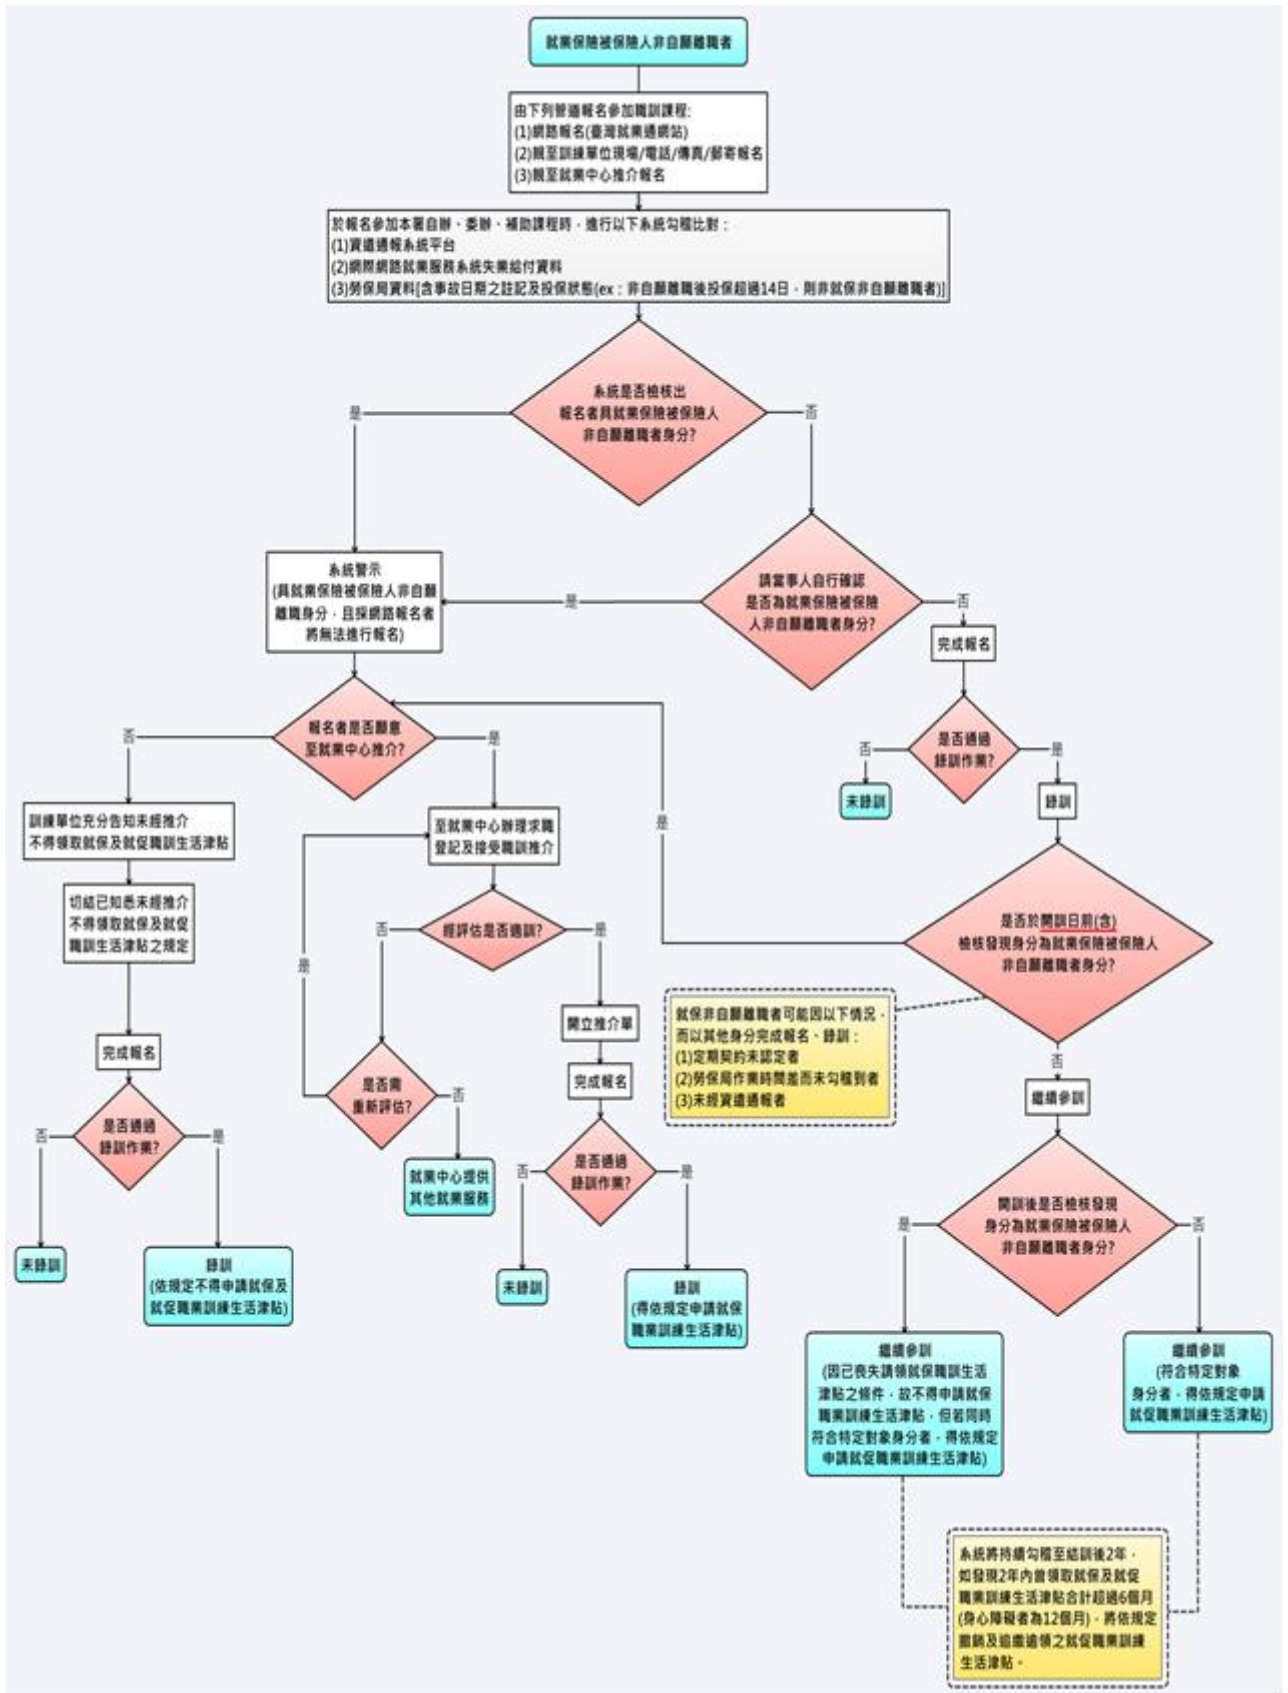 就業保險被保險人非自願離職者
由下列管道報名參加職訓課程:
(1)網路報名(臺灣就業通網站)
(2)親至訓練單位現場/電話/傳真/郵寄報名
(3)親至就業中心推介報名
於報名參加本署自辦、委辦、補助課程時，進行以下系統勾稽比對：
(1)資遣通報系統平台
(2)網際網路就業服務系統失業給付資料
(3)勞保局資料[含事故日期之註記及投保狀態(ex：非自願離職後投保超過14日，則非就保非自願離職者)]
系統是否檢核出
報名者具就業保險被保險人
非自願離職者身分?
是
否
系統警示
(具就業保險被保險人非自願
離職身分，且採網路報名者
將無法進行報名)
請當事人自行確認
是否為就業保險被保險
人非自願離職者身分?
是
否
完成報名
報名者是否願意
至就業中心推介?
否
是
是否通過
錄訓作業?
否
是
未錄訓
錄訓
訓練單位充分告知未經推介
不得領取就保及就促職訓生活津貼
至就業中心辦理求職
登記及接受職訓推介
是
切結已知悉未經推介
不得領取就保及就促
職訓生活津貼之規定
經評估是否適訓?
否
是
是
是否於開訓日前(含)
檢核發現身分為就業保險被保險人
非自願離職者身分?
否
就保非自願離職者可能因以下情況，
而以其他身分完成報名、錄訓：
(1)定期契約未認定者
(2)勞保局作業時間差而未勾稽到者
(3)未經資遣通報者
開立推介單
完成報名
完成報名
是否需
重新評估?
否
繼續參訓
是否通過
錄訓作業?
否
是
就業中心提供
其他就業服務
是否通過
錄訓作業?
否
是
開訓後是否檢核發現
身分為就業保險被保險人
非自願離職者身分?
是
否
未錄訓
錄訓
(依規定不得申請就保及
就促職業訓練生活津貼)
未錄訓
錄訓
(得依規定申請就保
職業訓練生活津貼)
繼續參訓
(因已喪失請領就保職訓生活
津貼之條件，故不得申請就保
職業訓練生活津貼，但若同時
符合特定對象身分者，得依規定
申請就促職業訓練生活津貼)
繼續參訓
(符合特定對象
身分者，得依規定申請
就促職業訓練生活津貼)
系統將持續勾稽至結訓後2年，
如發現2年內曾領取就保及就促
職業訓練生活津貼合計超過6個月
(身心障礙者為12個月)，將依規定
撤銷及追繳逾領之就促職業訓練
生活津貼。